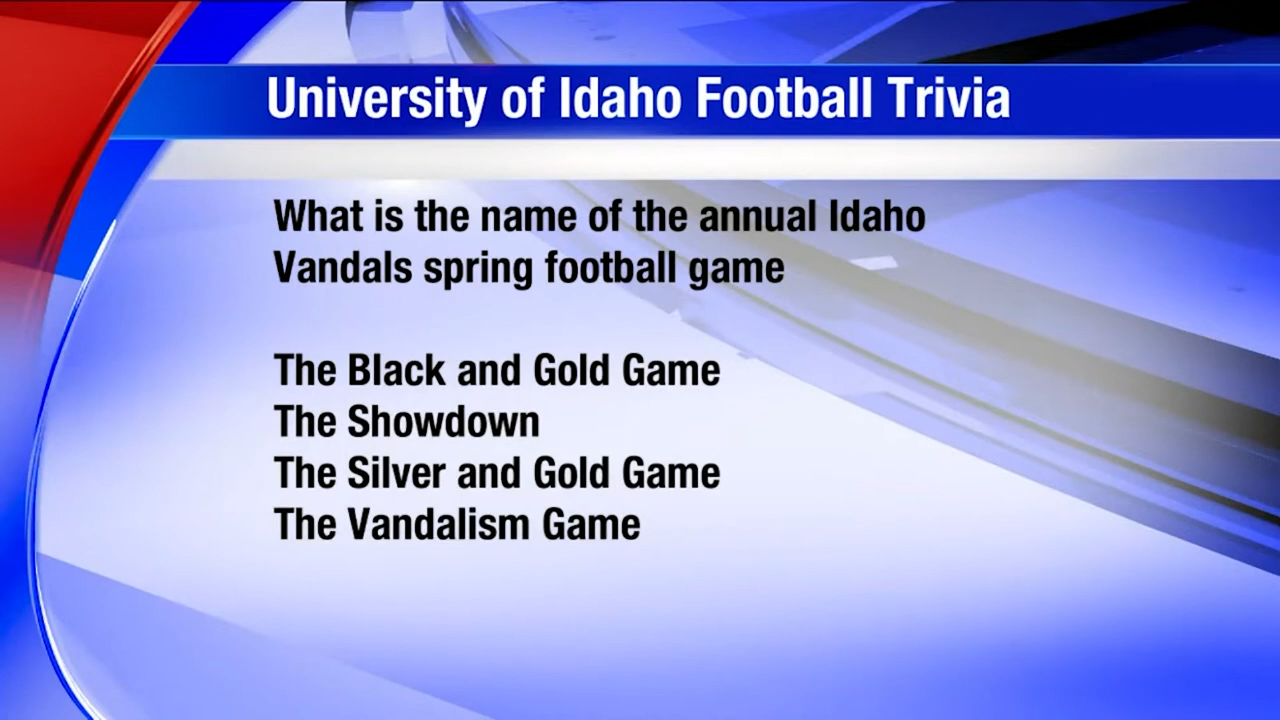 University of Idaho Football Trivia
What is the name of the annual Idaho
Vandals spring football game
The Black and Gold Game
The Showdown
The Silver and Gold Game
The Vandalism Game